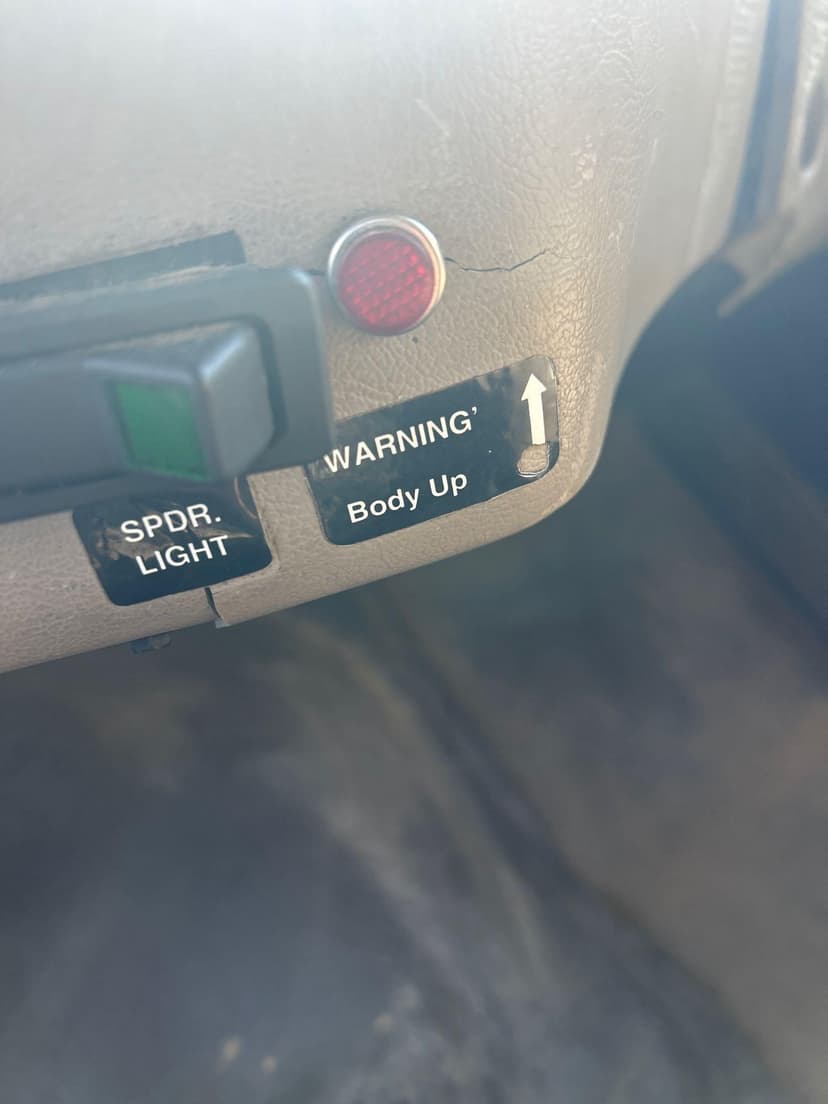 WARNING'
Body Up
SPDR.
LIGHT